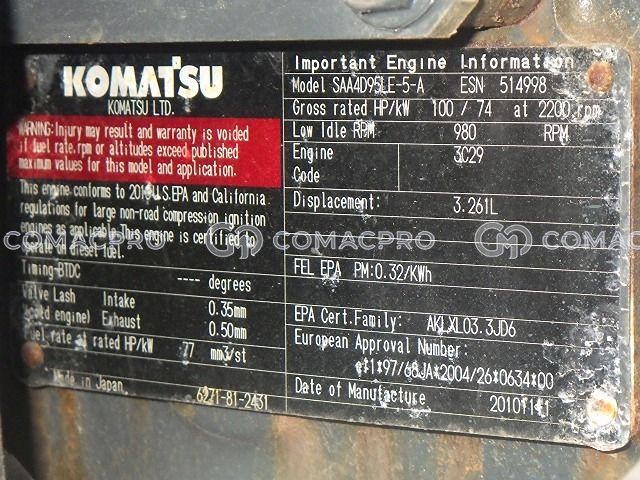 KOMATSU
KOMATSU LTD.
WARNING: Injury may result and warranty is voided
if fuel rate.rpm or altitudes exceed published
maximum values for this model and application.
This engine conforms to 2010 U.S.EPA and California
regulations for large non-road compression ignition
engines as applicable.This engine is certified to
operate on diesel fuel.
Timing-BTDC ---- degrees
Valve Lash Intake 0.35mm
(cold engine) Exhaust 0.50mm
Fuel rate at rated HP/kW 77 mm3/st
Made in Japan 6271-81-2431
Important Engine Information
Model SAA4D95LE-5-A ESN 514998
Gross rated HP/kW 100 / 74 at 2200 rpm
Low Idle RPM 980 RPM
Engine 3C29
Code
Displacement: 3.261L
FEL EPA PM:0.32/KWh
EPA Cert.Family: AKLXL03.3JD6
European Approval Number:
e*1*97/68JA*2004/26*0634*00
Date of Manufacture
COMACPRO COMACPRO COMACPRO